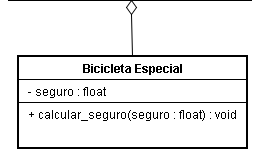 Bicicleta Especial
- seguro : float
+ calcular_seguro(seguro : float) : void